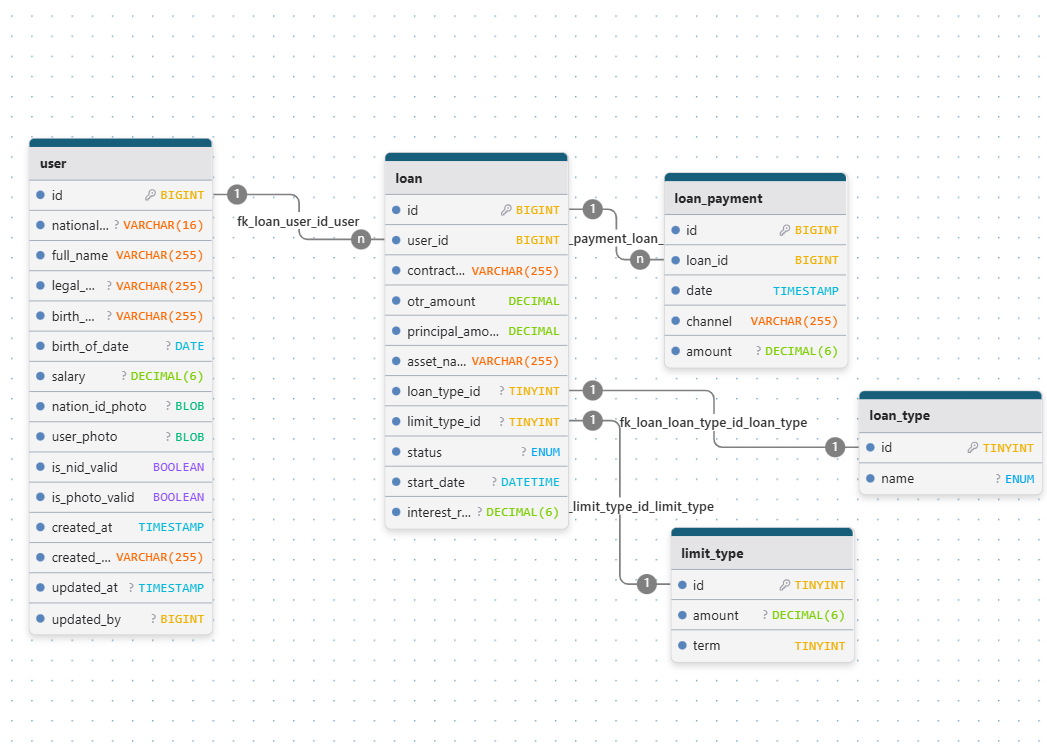 user
id BIGINT
national... ? VARCHAR(16)
full_name VARCHAR(255)
legal_... ? VARCHAR(255)
birth_... ? VARCHAR(255)
birth_of_date ? DATE
salary ? DECIMAL(6)
nation_id_photo ? BLOB
user_photo ? BLOB
is_nid_valid BOOLEAN
is_photo_valid BOOLEAN
created_at TIMESTAMP
created_... VARCHAR(255)
updated_at ? TIMESTAMP
updated_by ? BIGINT
1
fk_loan_user_id_user
n
loan
id BIGINT
user_id BIGINT
contract... VARCHAR(255)
otr_amount DECIMAL
principal_amo... DECIMAL
asset_na... VARCHAR(255)
loan_type_id ? TINYINT
limit_type_id ? TINYINT
status ? ENUM
start_date ? DATETIME
interest_r... ? DECIMAL(6)
1
_payment_loan_
n
loan_payment
id BIGINT
loan_id BIGINT
date TIMESTAMP
channel VARCHAR(255)
amount ? DECIMAL(6)
1
fk_loan_loan_type_id_loan_type
1
loan_type
id TINYINT
name ? ENUM
1
_limit_type_id_limit_type
1
limit_type
id TINYINT
amount ? DECIMAL(6)
term TINYINT